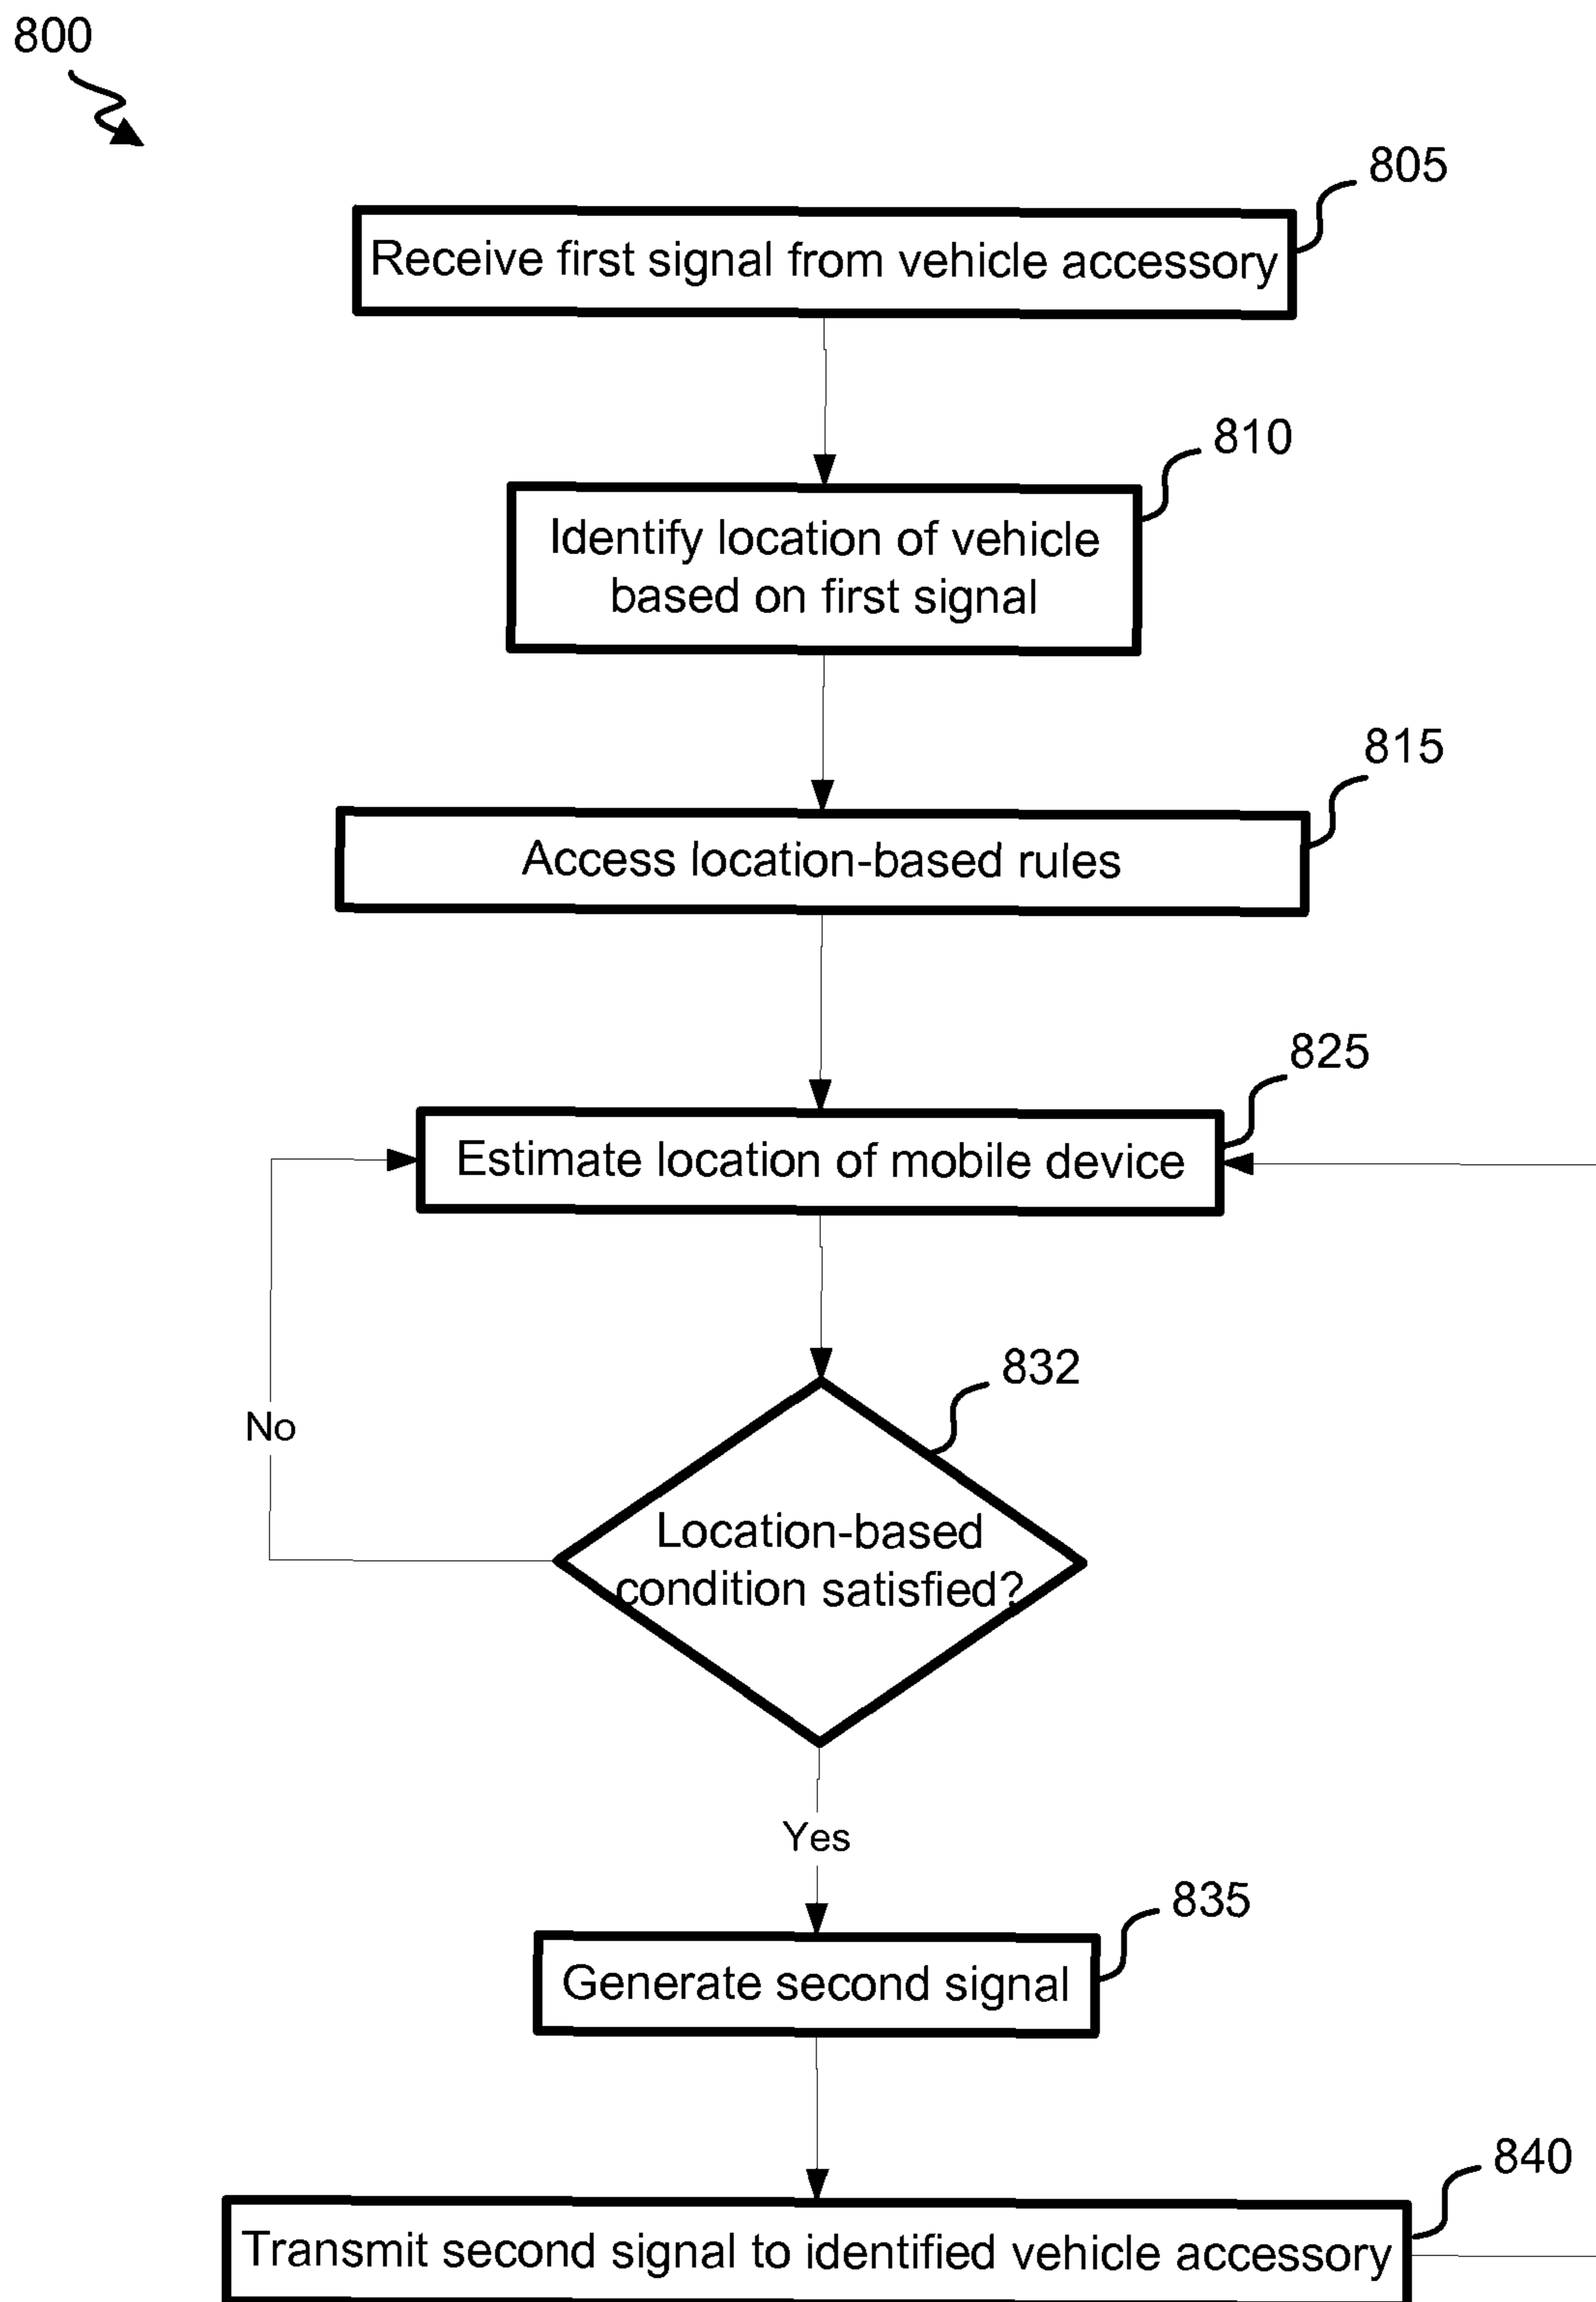 800
805
Receive first signal from vehicle accessory
810
Identify location of vehicle
based on first signal
815
Access location-based rules
825
Estimate location of mobile device
832
No
Location-based
condition satisfied?
Yes
835
Generate second signal
840
Transmit second signal to identified vehicle accessory